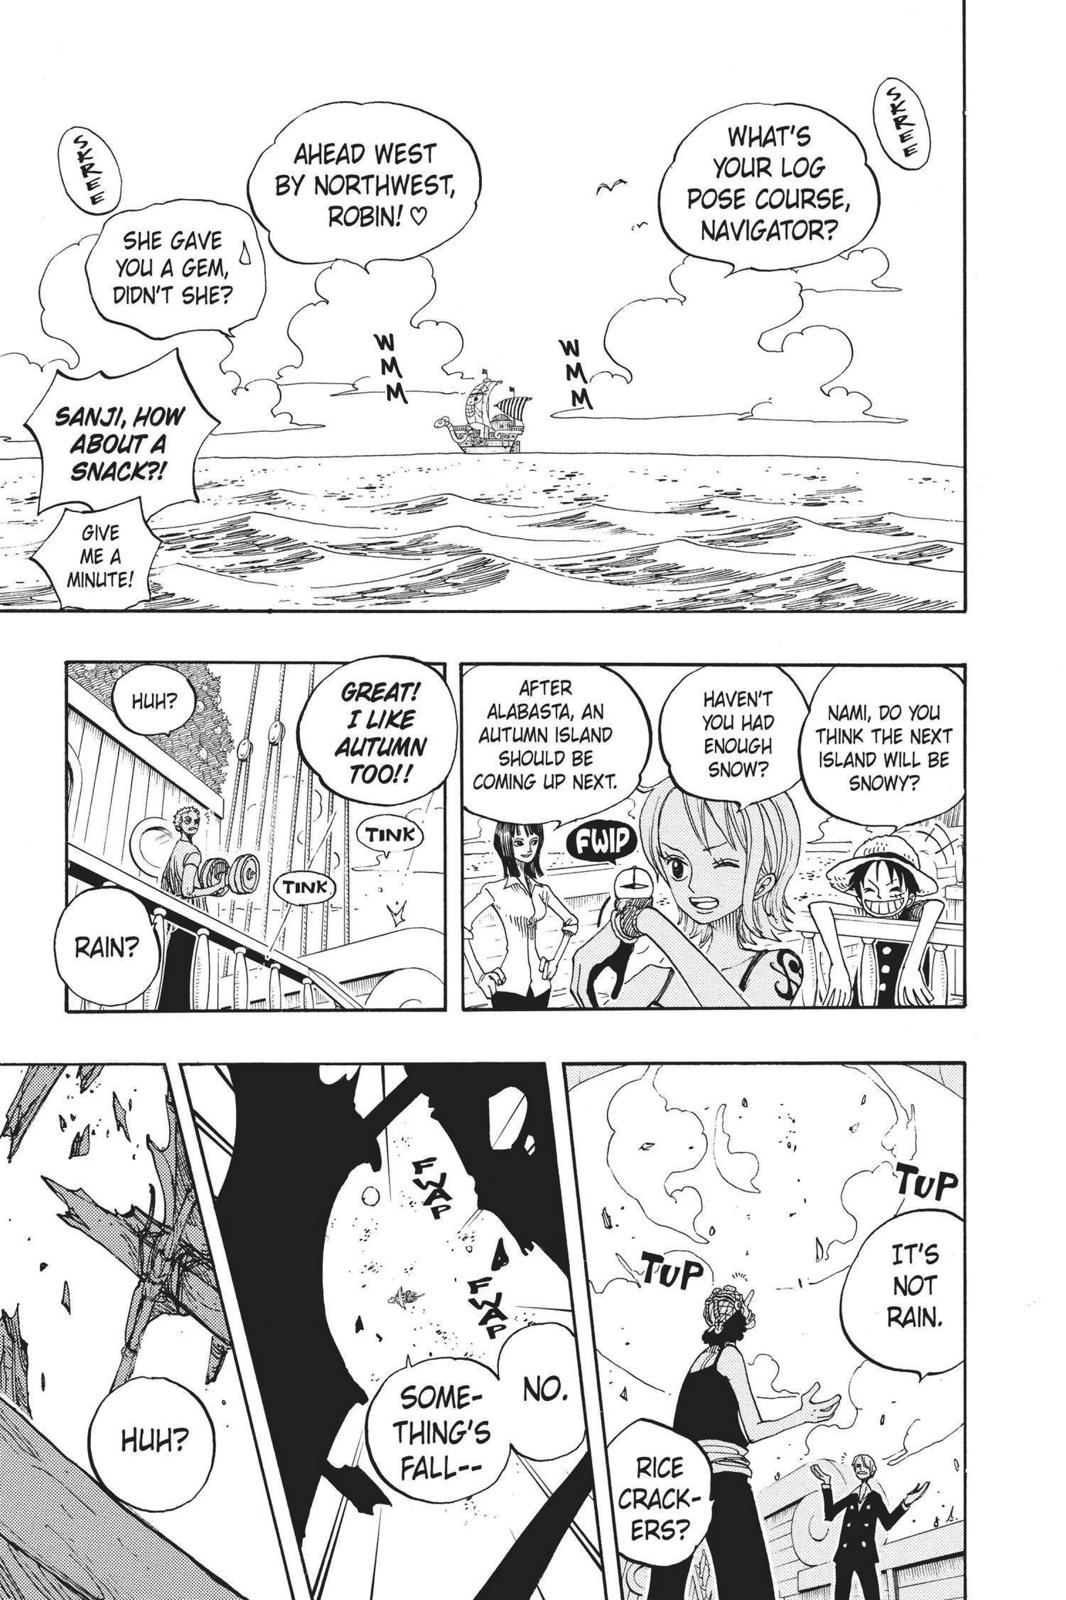 SKREE
WHAT'S
YOUR LOG
POSE COURSE,
NAVIGATOR?
AHEAD WEST
BY NORTHWEST,
ROBIN! ♡
SKREE
SHE GAVE
YOU A GEM,
DIDN'T SHE?
WMM
WMM
SANJI, HOW
ABOUT A
SNACK?!
GIVE
ME A
MINUTE!
NAMI, DO YOU
THINK THE NEXT
ISLAND WILL BE
SNOWY?
HAVEN'T
YOU HAD
ENOUGH
SNOW?
AFTER
ALABASTA, AN
AUTUMN ISLAND
SHOULD BE
COMING UP NEXT.
FWIP
GREAT!
I LIKE
AUTUMN
TOO!!
HUH?
TINK
TINK
RAIN?
TUP
IT'S
NOT
RAIN.
TUP
RICE
CRACK-
ERS?
FWAP
FWAP
NO.
SOME-
THING'S
FALL--
HUH?